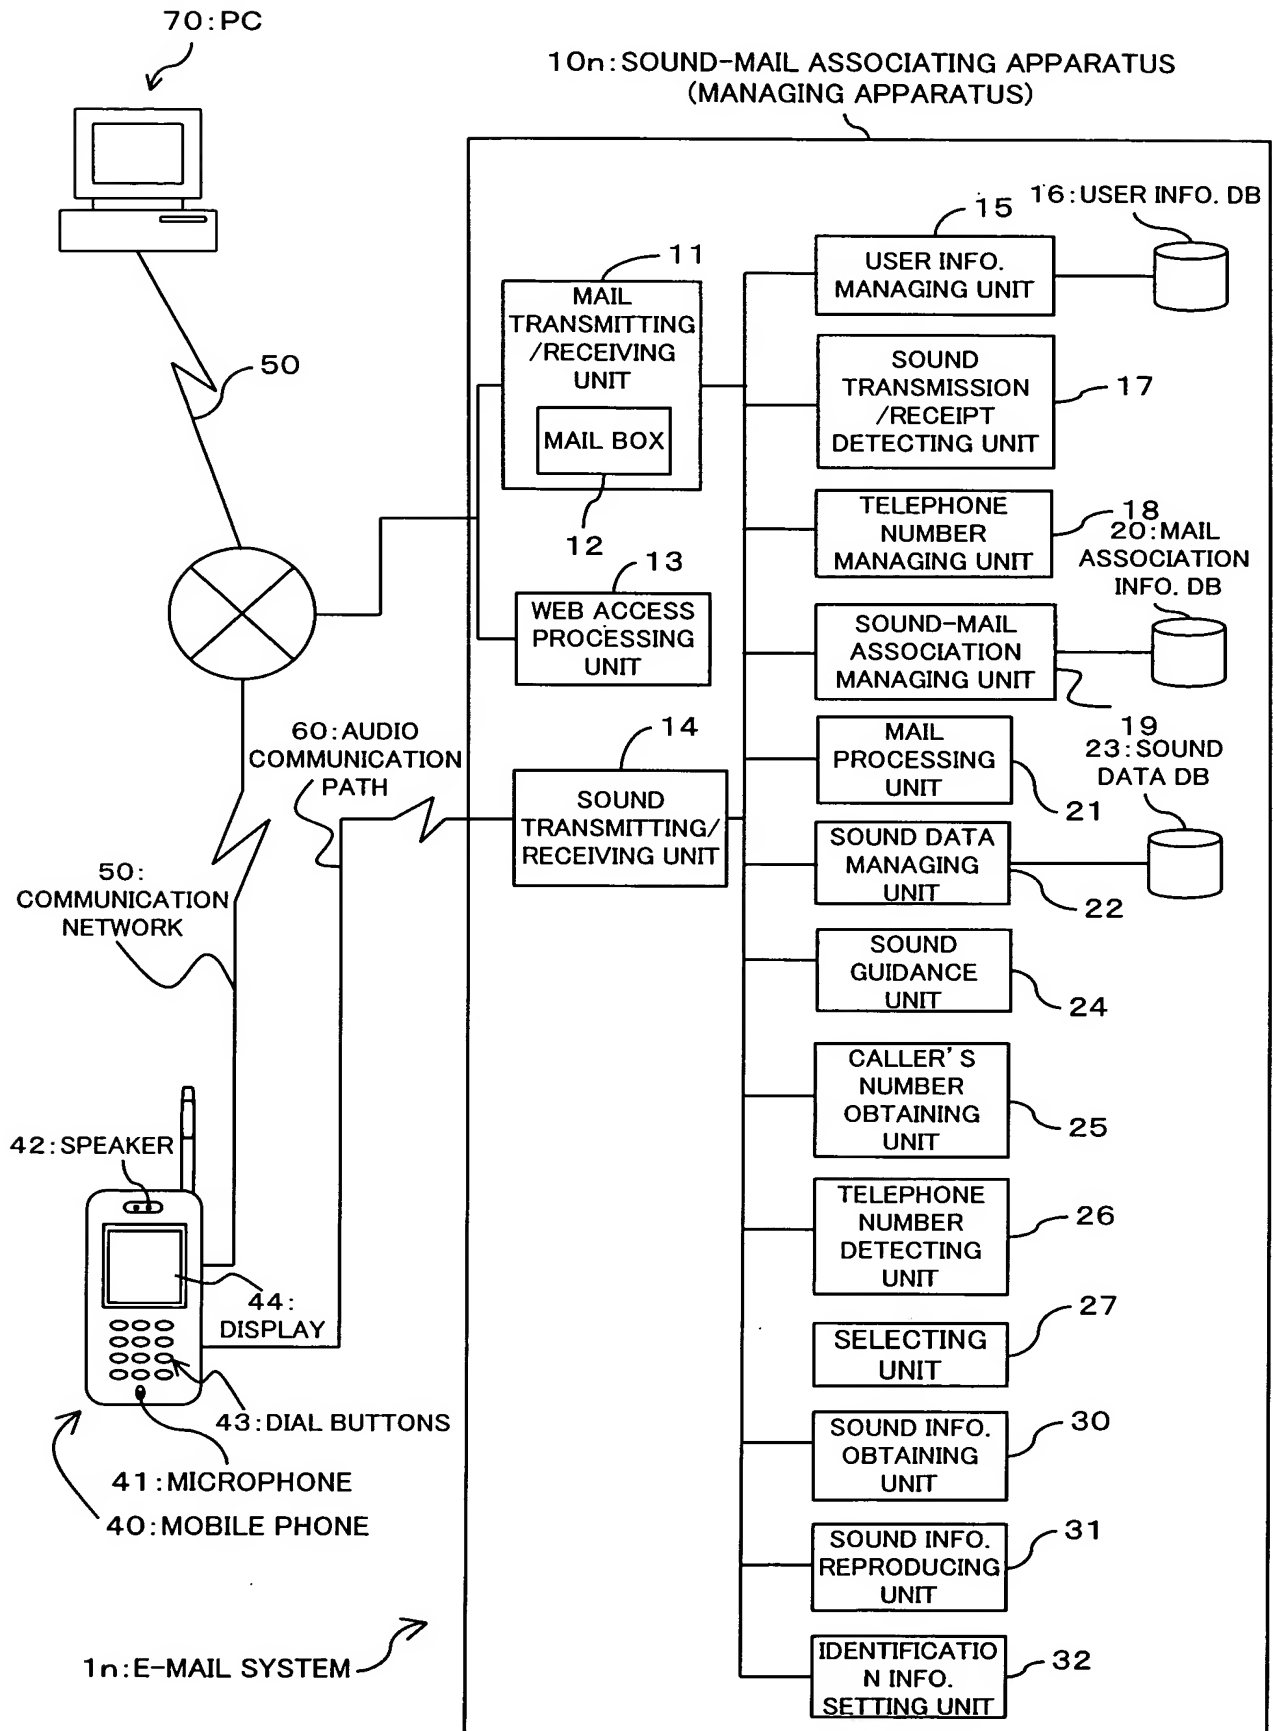 70:PC
10n:SOUND-MAIL ASSOCIATING APPARATUS
(MANAGING APPARATUS)
15
16:USER INFO. DB
USER INFO.
MANAGING UNIT
11
MAIL
TRANSMITTING
/RECEIVING
UNIT
MAIL BOX
12
50
SOUND
TRANSMISSION
/RECEIPT
DETECTING UNIT
17
TELEPHONE
NUMBER
MANAGING UNIT
18
20:MAIL
ASSOCIATION
INFO. DB
13
WEB ACCESS
PROCESSING
UNIT
SOUND-MAIL
ASSOCIATION
MANAGING UNIT
19
60:AUDIO
COMMUNICATION
PATH
14
SOUND
TRANSMITTING/
RECEIVING UNIT
MAIL
PROCESSING
UNIT
21
23:SOUND
DATA DB
SOUND DATA
MANAGING
UNIT
22
50:
COMMUNICATION
NETWORK
SOUND
GUIDANCE
UNIT
24
CALLER'S
NUMBER
OBTAINING
UNIT
25
42:SPEAKER
TELEPHONE
NUMBER
DETECTING
UNIT
26
44:
DISPLAY
27
SELECTING
UNIT
43:DIAL BUTTONS
SOUND INFO.
OBTAINING
UNIT
30
41:MICROPHONE
40:MOBILE PHONE
SOUND INFO.
REPRODUCING
UNIT
31
1n:E-MAIL SYSTEM
IDENTIFICATIO
N INFO.
SETTING UNIT
32